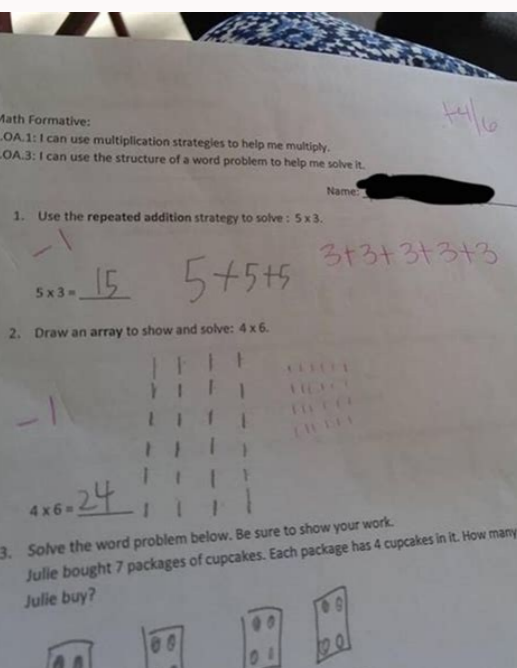 Math Formative:
.OA.1: I can use multiplication strategies to help me multiply.
.OA.3: I can use the structure of a word problem to help me solve it.
+4/6
Name:
1. Use the repeated addition strategy to solve : 5 x 3.
-1
5 x 3 = 15
5+5+5
3+3+3+3+3
2. Draw an array to show and solve: 4 x 6.
-1
4 x 6 = 24
3. Solve the word problem below. Be sure to show your work.
Julie bought 7 packages of cupcakes. Each package has 4 cupcakes in it. How many
Julie buy?